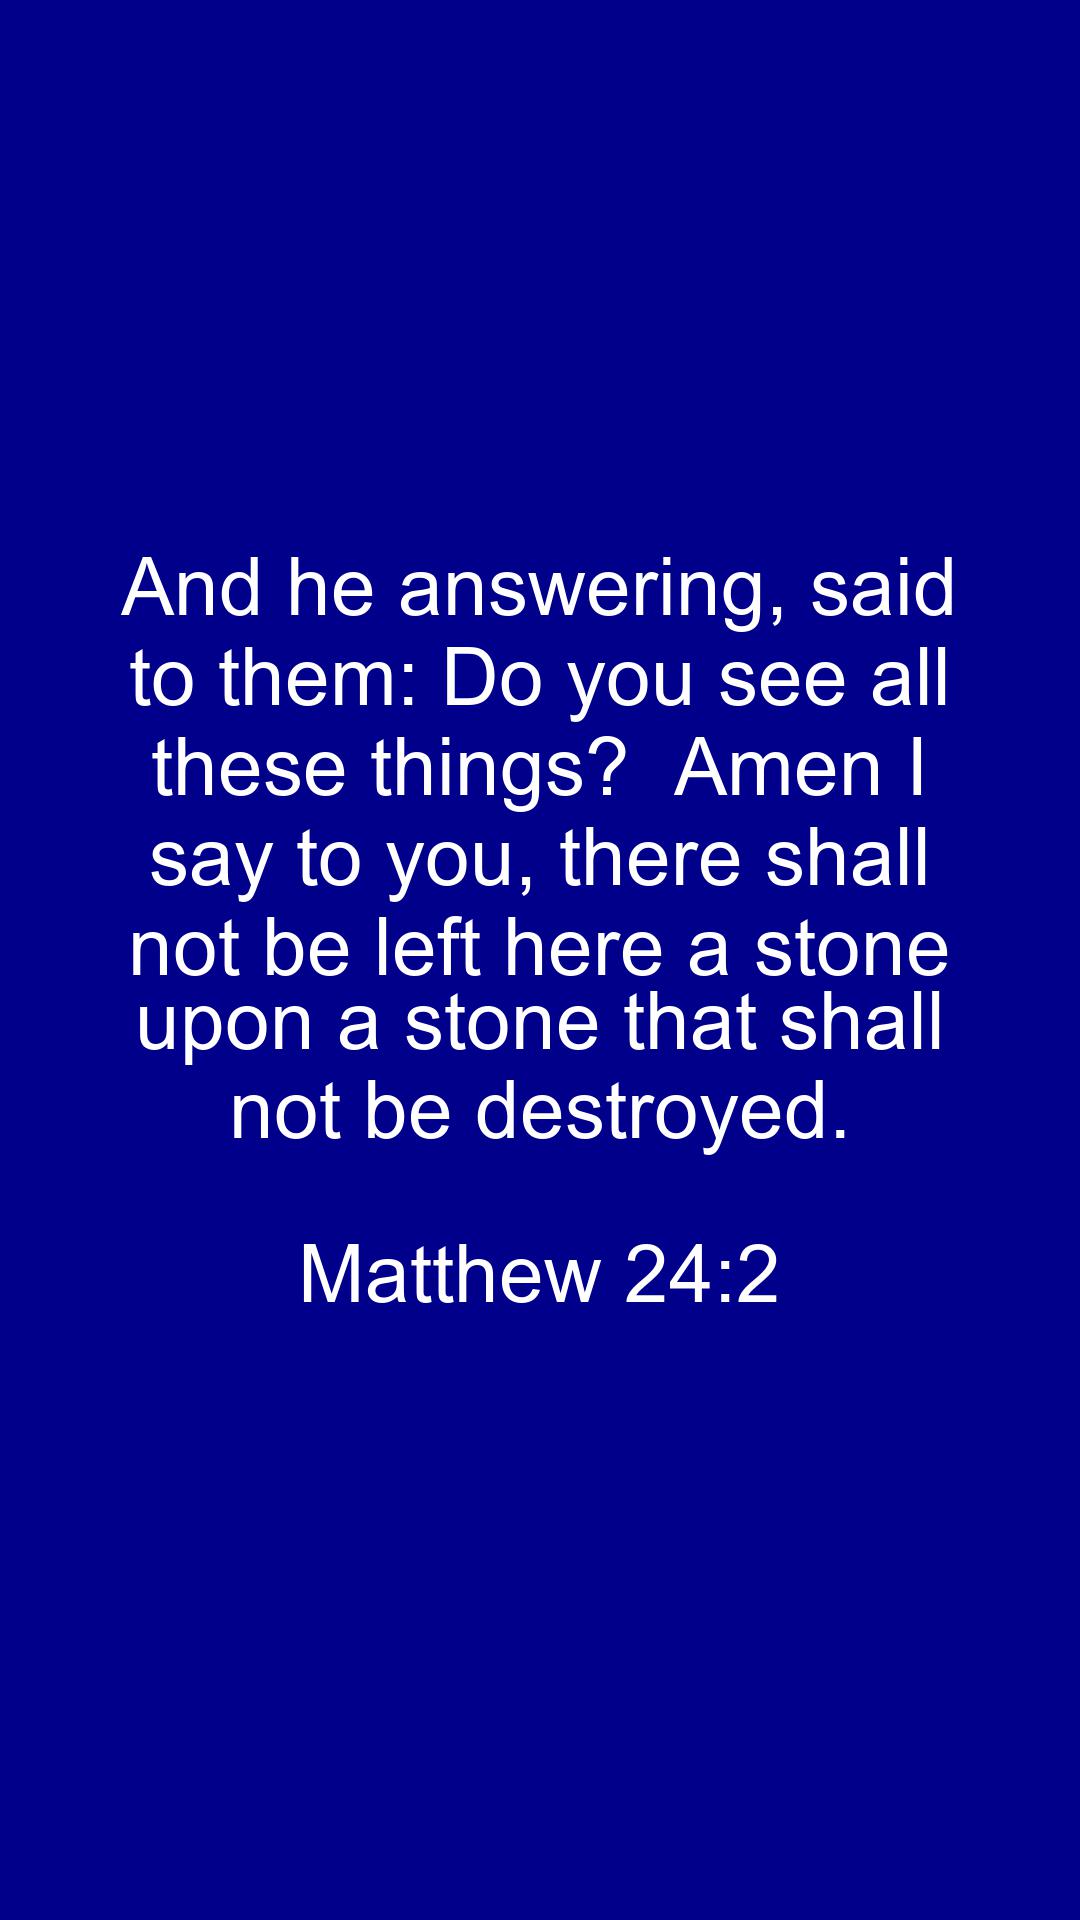 And he answering, said
to them: Do you see all
these things?  Amen I
say to you, there shall
not be left here a stone
upon a stone that shall
not be destroyed.
Matthew 24:2